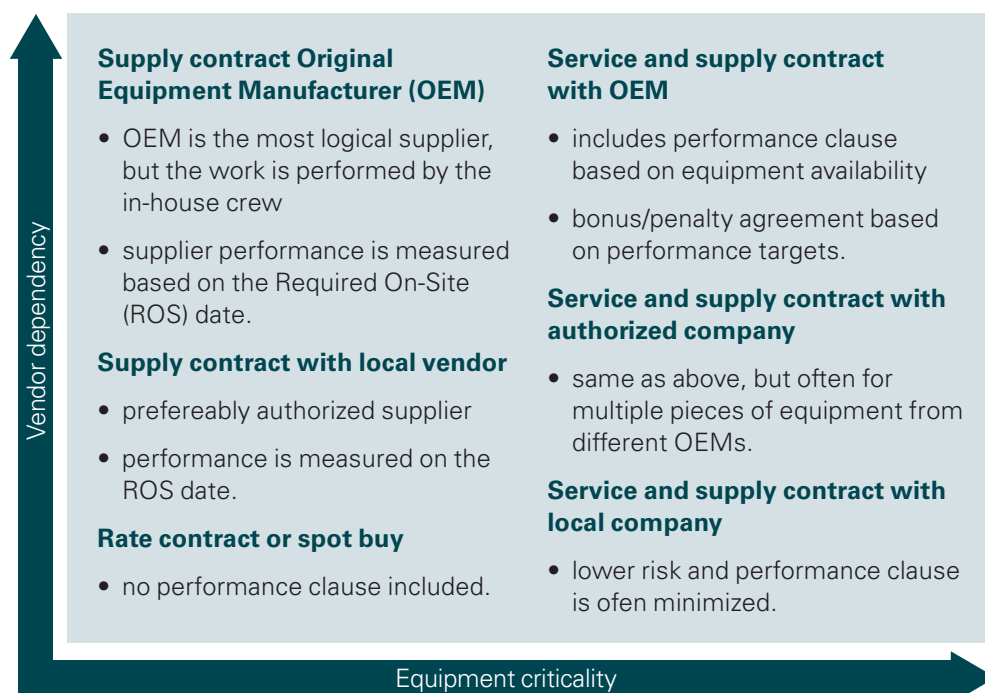 Vendor dependency
Supply contract Original
Equipment Manufacturer (OEM)
• OEM is the most logical supplier,
but the work is performed by the
in-house crew
• supplier performance is measured
based on the Required On-Site
(ROS) date.
Supply contract with local vendor
• prefereably authorized supplier
• performance is measured on the
ROS date.
Rate contract or spot buy
• no performance clause included.
Service and supply contract
with OEM
• includes performance clause
based on equipment availability
• bonus/penalty agreement based
on performance targets.
Service and supply contract with
authorized company
• same as above, but often for
multiple pieces of equipment from
different OEMs.
Service and supply contract with
local company
• lower risk and performance clause
is ofen minimized.
Equipment criticality